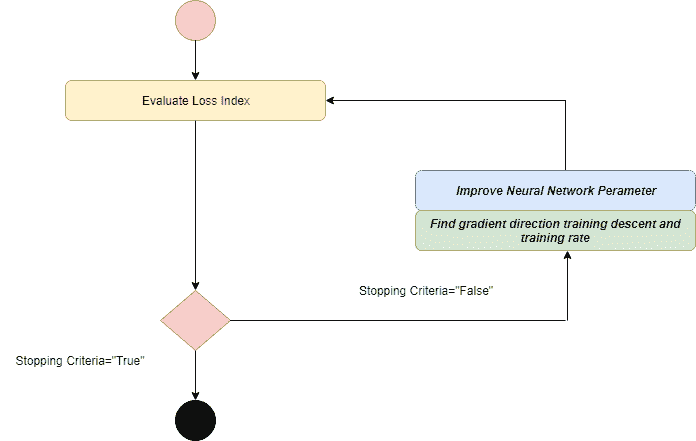 Evaluate Loss Index
Improve Neural Network Perameter
Find gradient direction training descent and
training rate
Stopping Criteria="False"
Stopping Criteria="True"